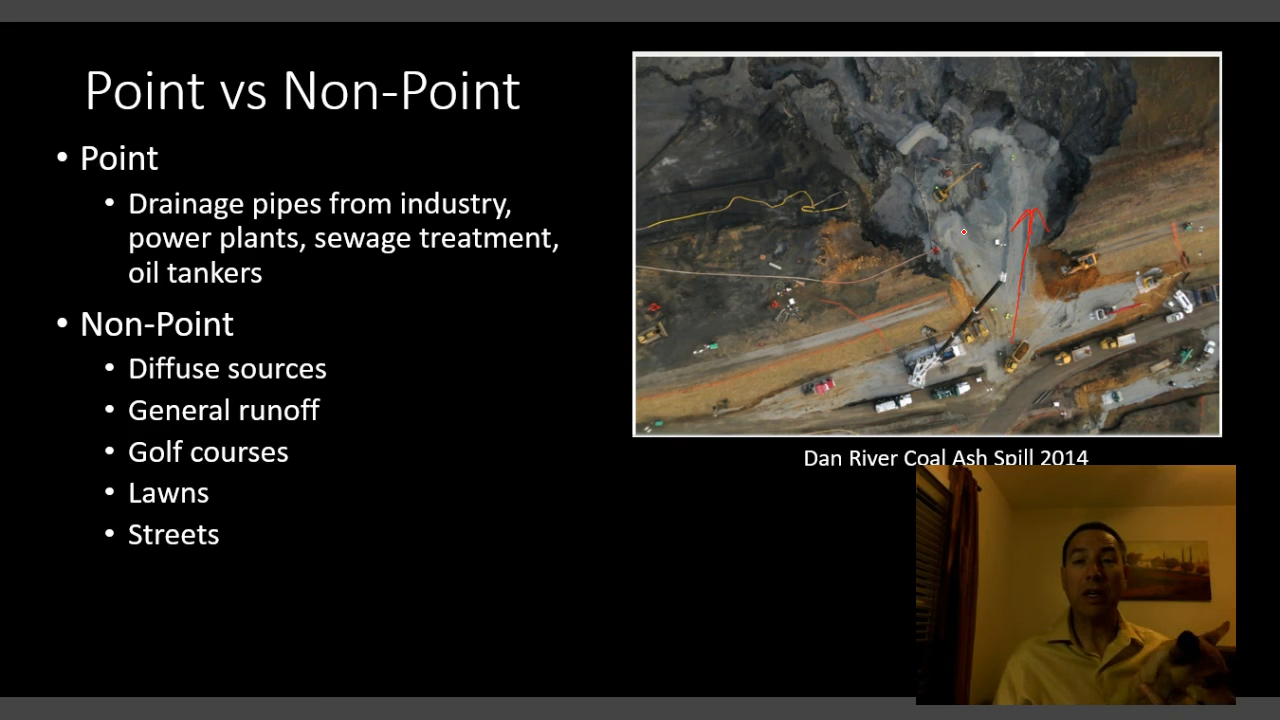 Point vs Non-Point
• Point
• Drainage pipes from industry,
power plants, sewage treatment,
oil tankers
• Non-Point
• Diffuse sources
• General runoff
• Golf courses
• Lawns
• Streets
Dan River Coal Ash Spill 2014